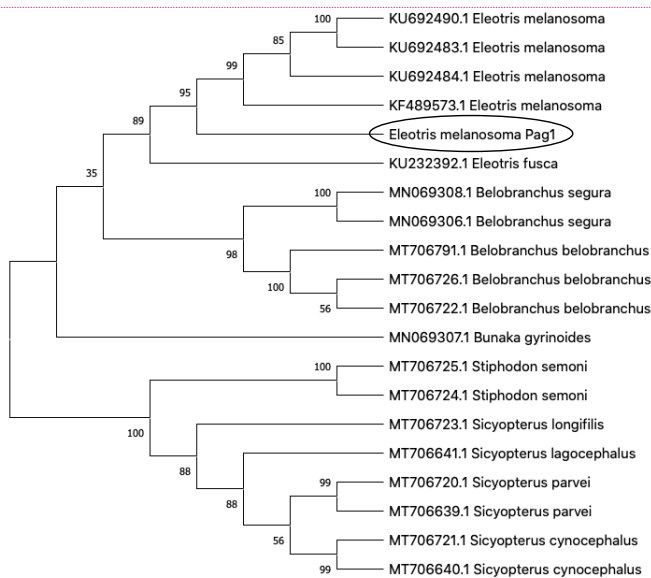 100
KU692490.1 Eleotris melanosoma
85
KU692483.1 Eleotris melanosoma
99
KU692484.1 Eleotris melanosoma
95
KF489573.1 Eleotris melanosoma
89
Eleotris melanosoma Pag1
35
KU232392.1 Eleotris fusca
100
MN069308.1 Belobranchus segura
MN069306.1 Belobranchus segura
98
MT706791.1 Belobranchus belobranchus
100
MT706726.1 Belobranchus belobranchus
56
MT706722.1 Belobranchus belobranchus
MN069307.1 Bunaka gyrinoides
100
MT706725.1 Stiphodon semoni
MT706724.1 Stiphodon semoni
100
MT706723.1 Sicyopterus longifilis
88
MT706641.1 Sicyopterus lagocephalus
88
99
MT706720.1 Sicyopterus parvei
MT706639.1 Sicyopterus parvei
56
MT706721.1 Sicyopterus cynocephalus
99
MT706640.1 Sicyopterus cynocephalus